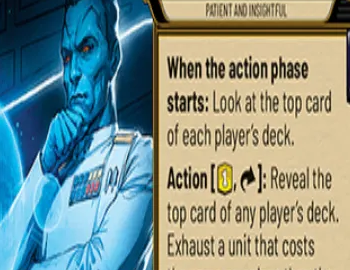 PATIENT AND INSIGHTFUL
When the action phase
starts: Look at the top card
of each player's deck.
Action [1, ]: Reveal the
top card of any player's deck.
Exhaust a unit that costs